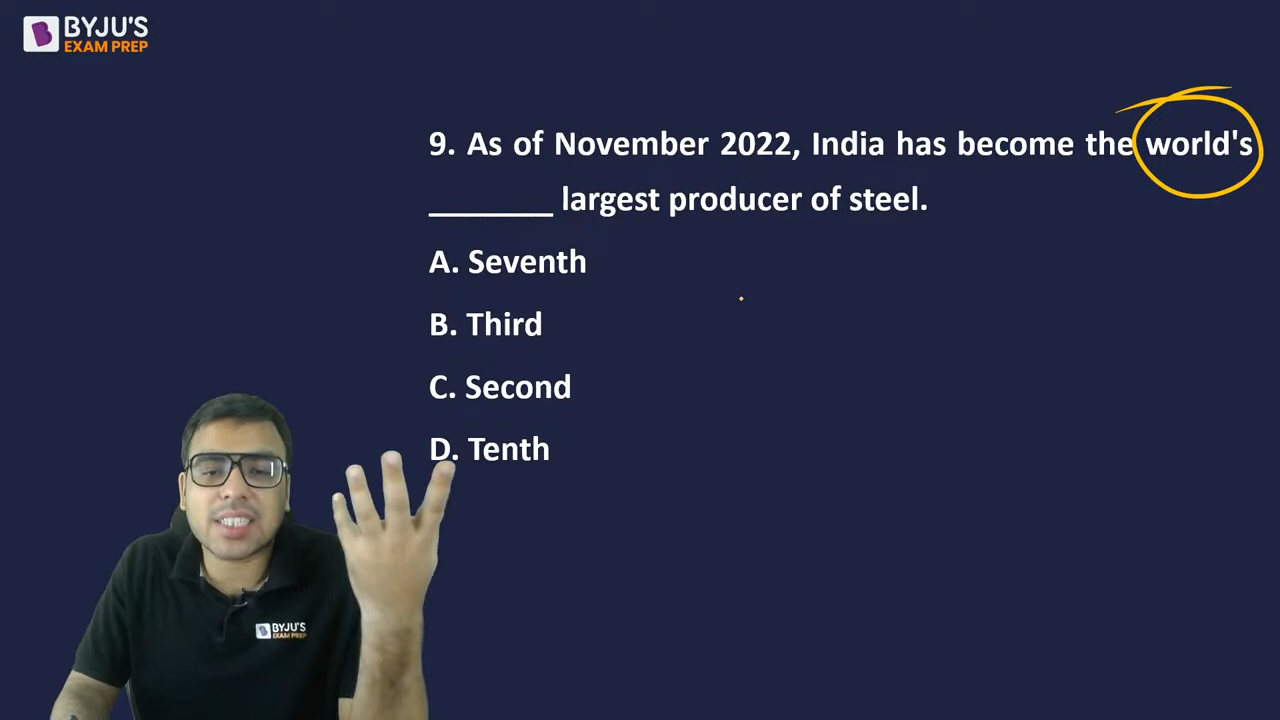 BYJU'S
EXAM PREP
9. As of November 2022, India has become the world's
_______ largest producer of steel.
A. Seventh
B. Third
C. Second
D. Tenth
BYJU'S
EXAM PREP